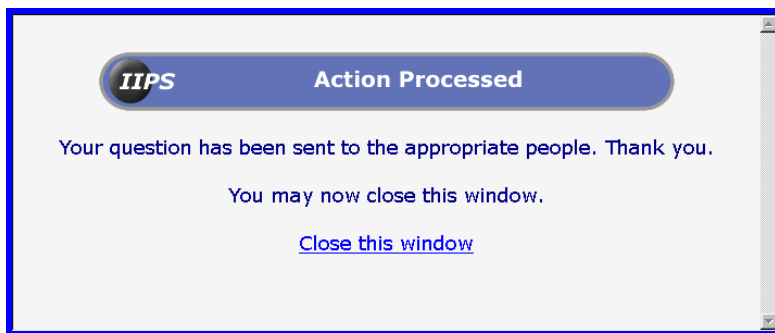 IIPS Action Processed
Your question has been sent to the appropriate people. Thank you.
You may now close this window.
Close this window